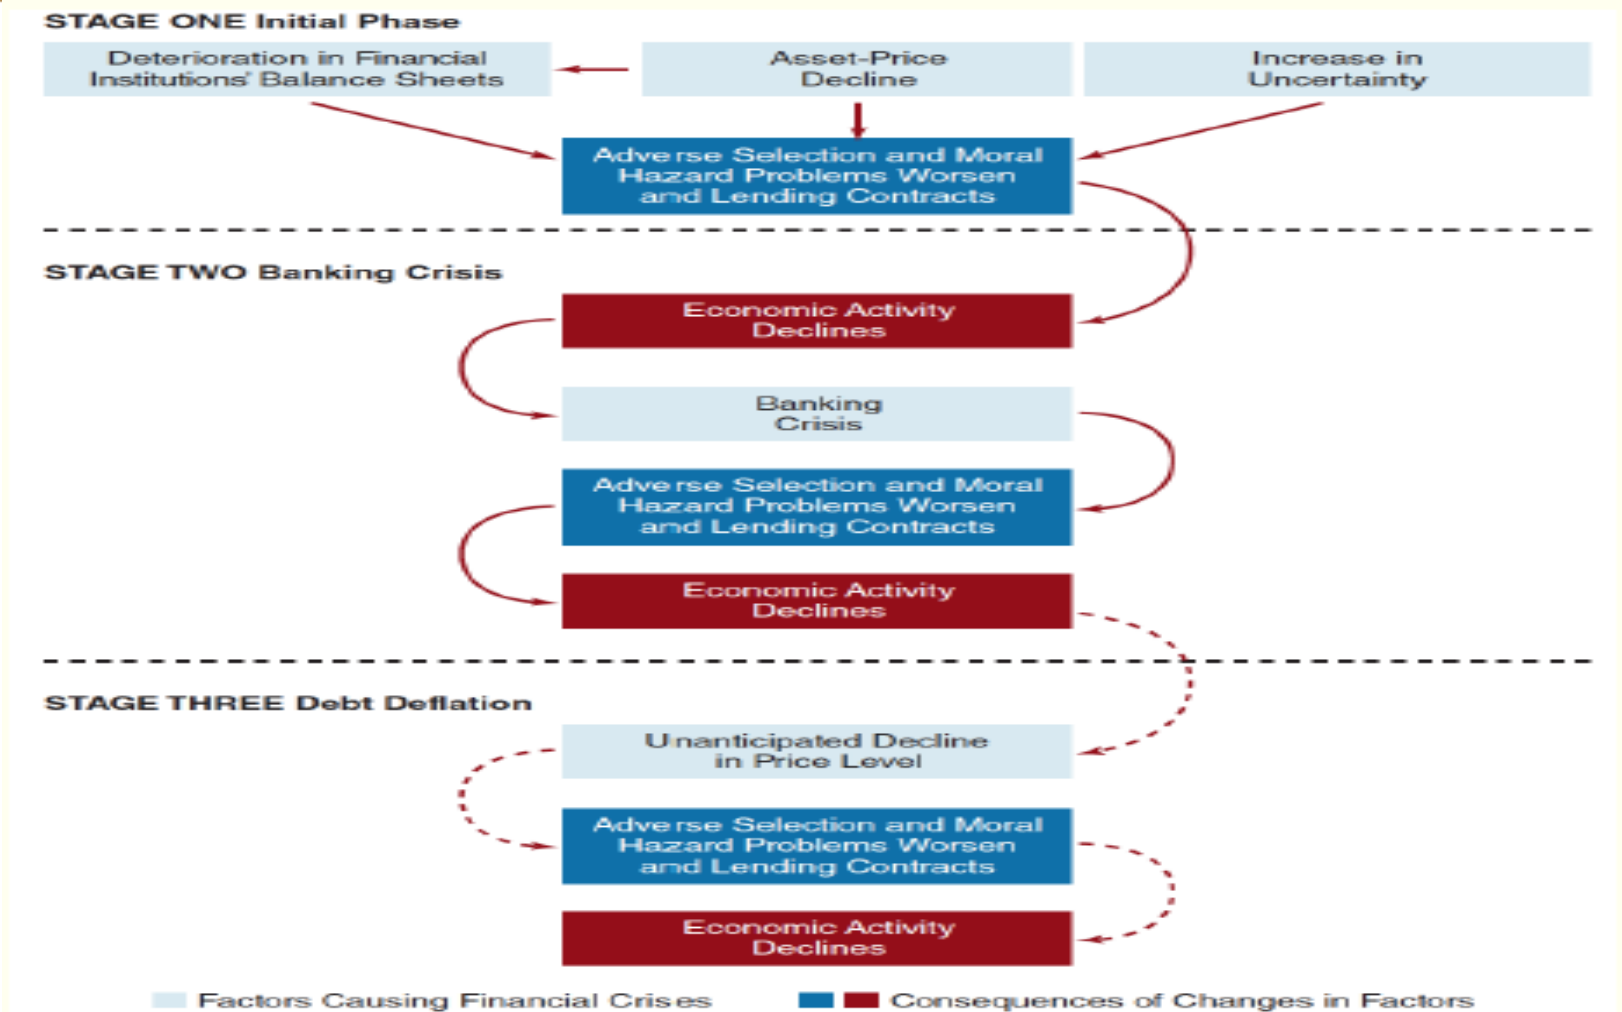 STAGE ONE Initial Phase
Deterioration in Financial
Institutions' Balance Sheets
Asset-Price
Decline
Increase in
Uncertainty
Adverse Selection and Moral
Hazard Problems Worsen
and Lending Contracts
STAGE TWO Banking Crisis
Economic Activity
Declines
Banking
Crisis
Adverse Selection and Moral
Hazard Problems Worsen
and Lending Contracts
Economic Activity
Declines
STAGE THREE Debt Deflation
Unanticipated Decline
in Price Level
Adverse Selection and Moral
Hazard Problems Worsen
and Lending Contracts
Economic Activity
Declines
Factors Causing Financial Crises
Consequences of Changes in Factors